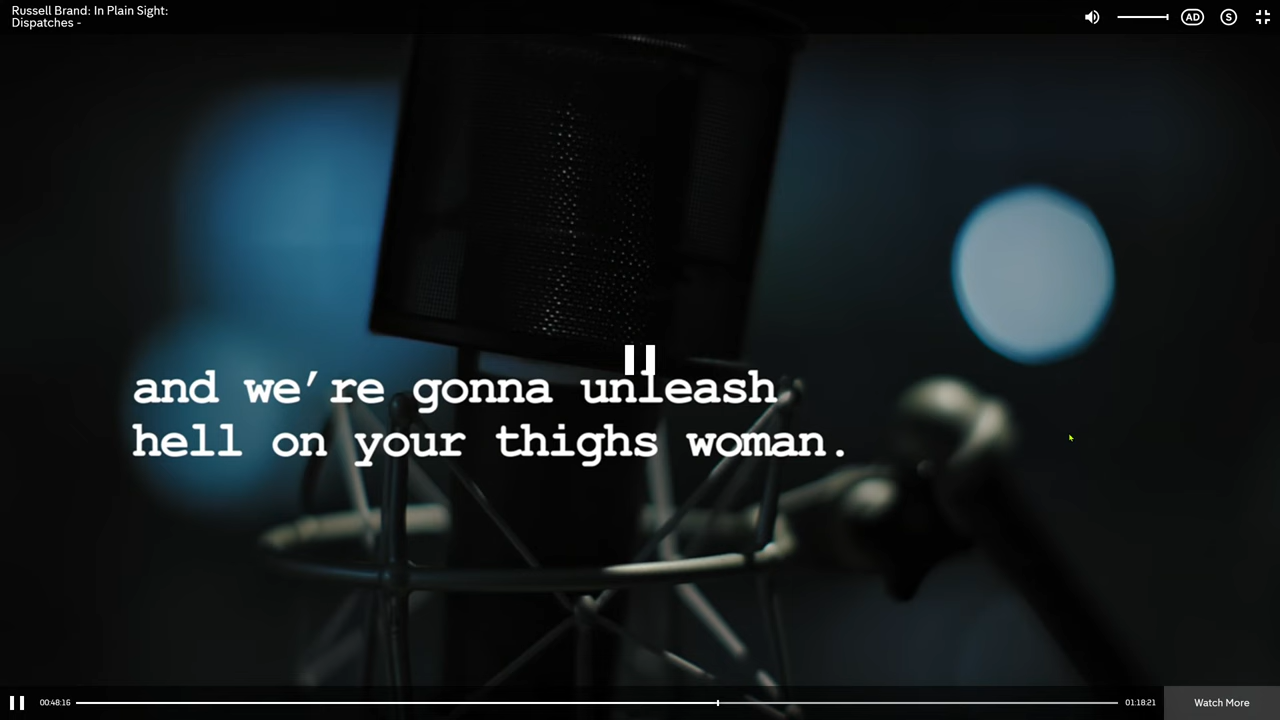 Russell Brand: In Plain Sight:
Dispatches -
AD
S
and we're gonna unleash
hell on your thighs woman.
00:48:16
01:18:21
Watch More